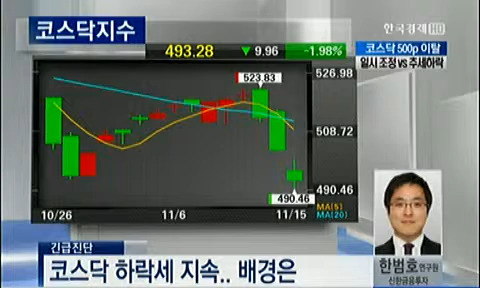 코스닥지수
한국경제 HD
493.28 ▼ 9.96 -1.98%
코스닥 500p 이탈
일시 조정 vs 추세하락
523.83
526.98
508.72
490.46
490.46
MA(5)
MA(20)
10/26 11/6 11/15
긴급진단
코스닥 하락세 지속.. 배경은
한범호 연구원
신한금융투자